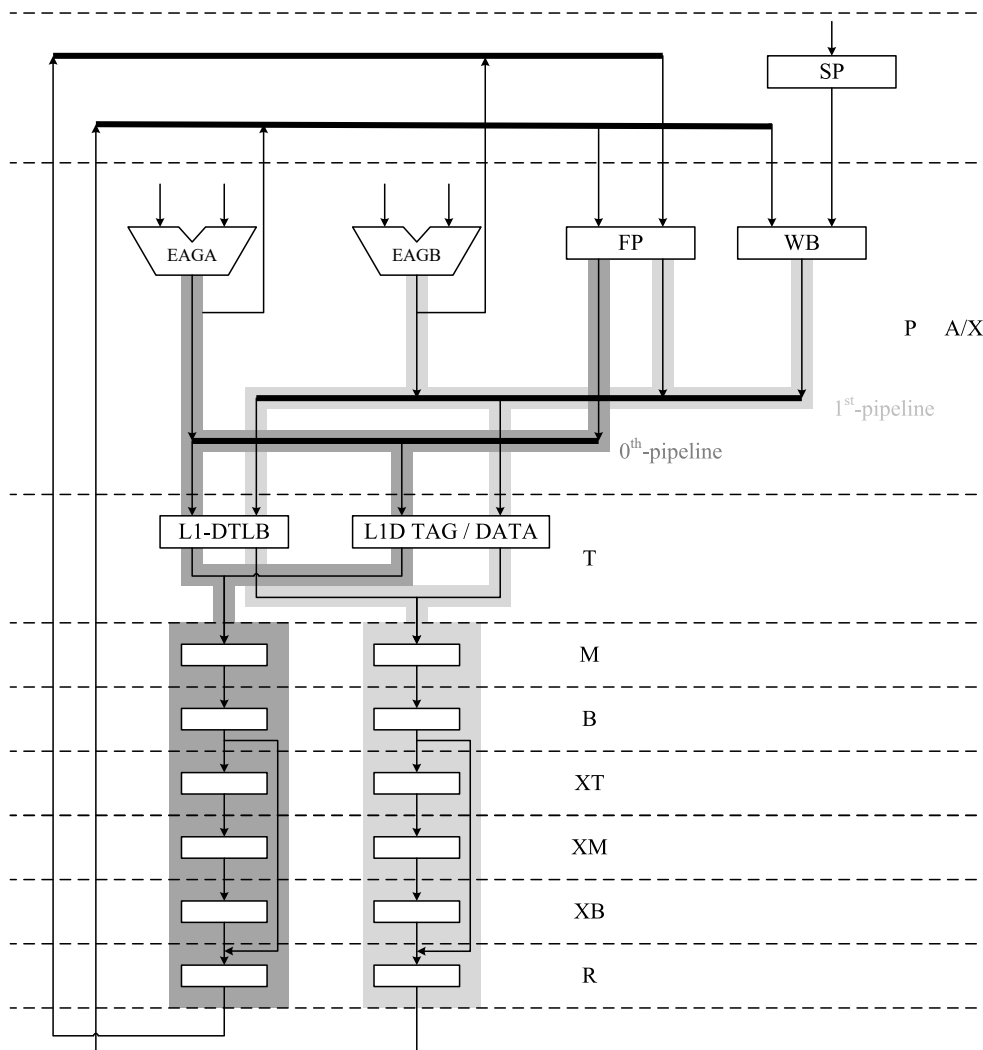 SP
EAGA
EAGB
FP
WB
P A/X
1st-pipeline
0th-pipeline
L1-DTLB
L1D TAG / DATA
T
M
B
XT
XM
XB
R